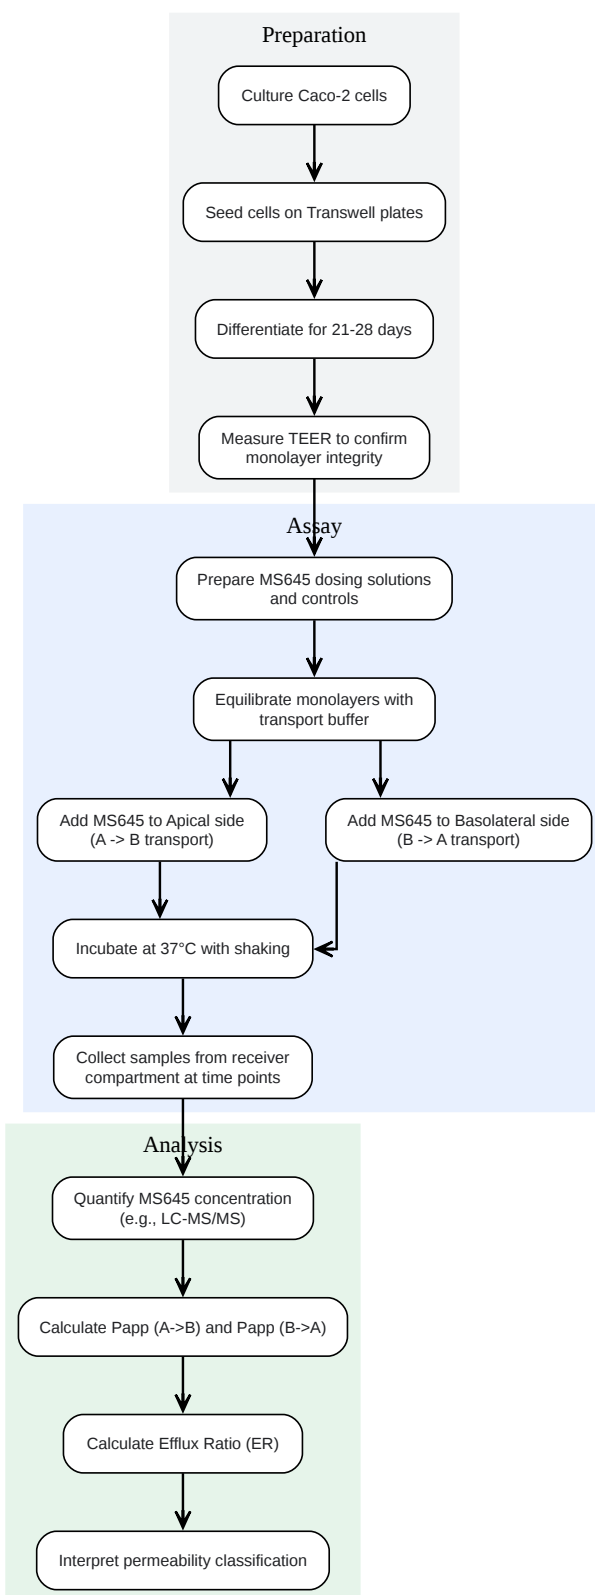 Preparation
Culture Caco-2 cells
Seed cells on Transwell plates
Differentiate for 21-28 days
Measure TEER to confirm
monolayer integrity
Assay
Prepare MS645 dosing solutions
and controls
Equilibrate monolayers with
transport buffer
Add MS645 to Apical side
(A -> B transport)
Add MS645 to Basolateral side
(B -> A transport)
Incubate at 37°C with shaking
Collect samples from receiver
compartment at time points
Analysis
Quantify MS645 concentration
(e.g., LC-MS/MS)
Calculate Papp (A->B) and Papp (B->A)
Calculate Efflux Ratio (ER)
Interpret permeability classification